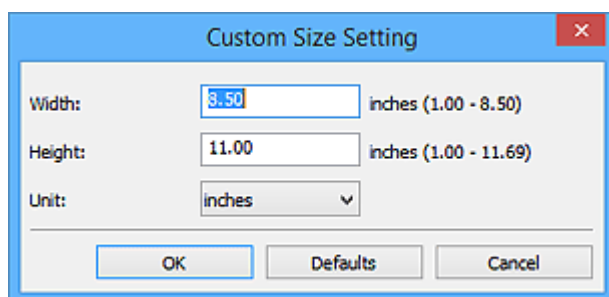 Custom Size Setting
Width: 8.50 inches (1.00 - 8.50)
Height: 11.00 inches (1.00 - 11.69)
Unit: inches
OK Defaults Cancel